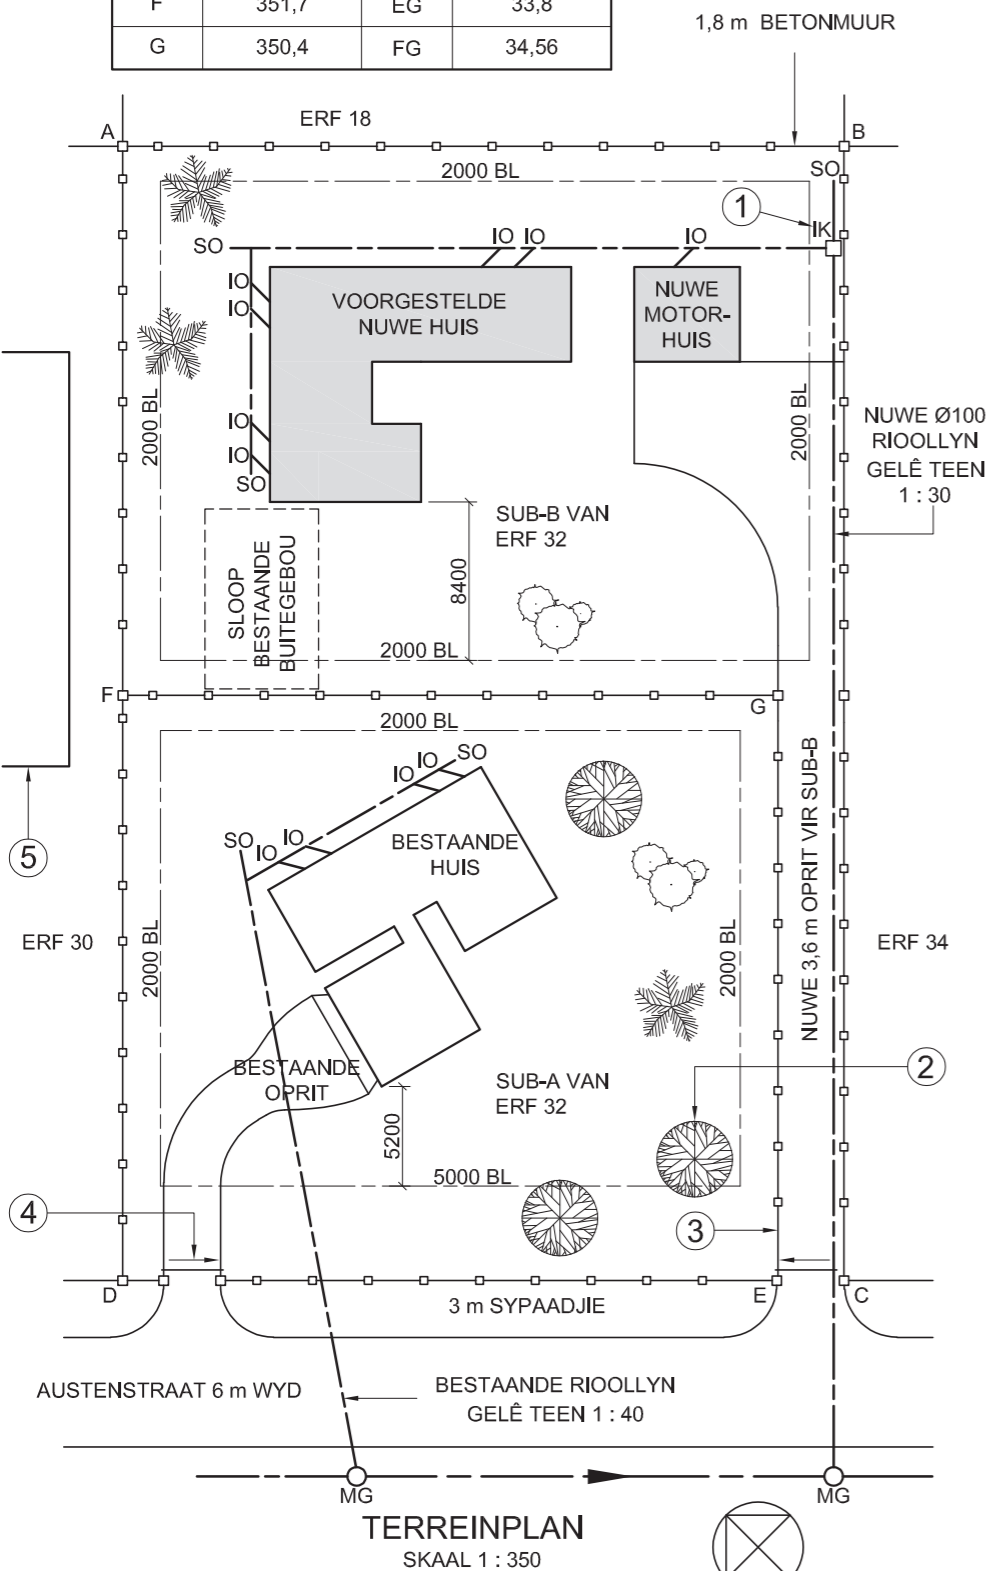 F 351,7 EG 33,8
G 350,4 FG 34,56
1,8 m BETONMUUR
ERF 18
A
B
2000 BL
SO
1
IK
SO
IO IO
IO
IO
IO
VOORGESTELDE
NUWE HUIS
NUWE
MOTOR-
HUIS
2000 BL
2000 BL
NUWE Ø100
RIOOLLYN
GELÊ TEEN
1 : 30
IO
IO
SO
SUB-B VAN
ERF 32
8400
SLOOP
BESTAANDE
BUITEGEBOU
2000 BL
F
G
2000 BL
IO
IO
SO
SO
IO
IO
BESTAANDE
HUIS
5
NUWE 3,6 m OPRIT VIR SUB-B
ERF 30
2000 BL
2000 BL
ERF 34
BESTAANDE
OPRIT
SUB-A VAN
ERF 32
2
5200
5000 BL
4
3
D
3 m SYPAADJIE
E
C
AUSTENSTRAAT 6 m WYD
BESTAANDE RIOOLLYN
GELÊ TEEN 1 : 40
MG
MG
TERREINPLAN
SKAAL 1 : 350